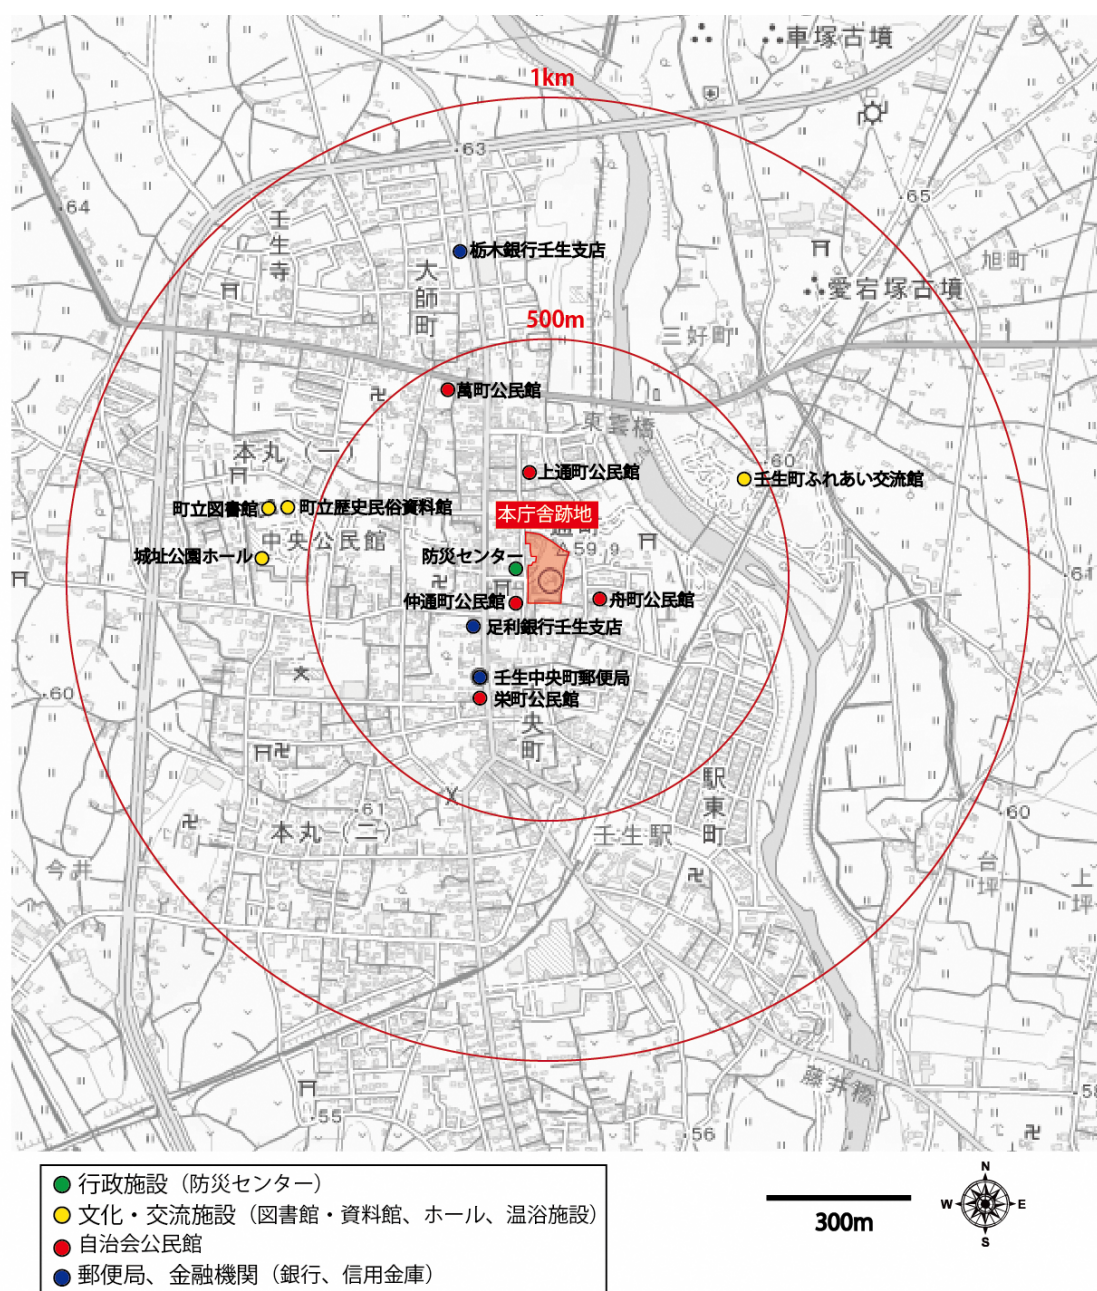 車塚古墳
1km
.63
.64
.65
壬生寺
栃木銀行壬生支店
大師町
旭町
愛宕塚古墳
500m
三好町
萬町公民館
東雲橋
本丸(一)
.60
上通町公民館
壬生町ふれあい交流館
町立図書館
町立歴史民俗資料館
本庁舎跡地
通町
中央公民館
城址公園ホール
防災センター
△59.9
.61
仲通町公民館
舟町公民館
足利銀行壬生支店
壬生中央町郵便局
.60
栄町公民館
央町
駅東町
.61
.60
本丸(二)
壬生駅
今井
台坪
上坪
藤井橋
.55
.56
.58
行政施設（防災センター）
文化・交流施設（図書館・資料館、ホール、温浴施設）
自治会公民館
郵便局、金融機関（銀行、信用金庫）
300m
N
W
E
S